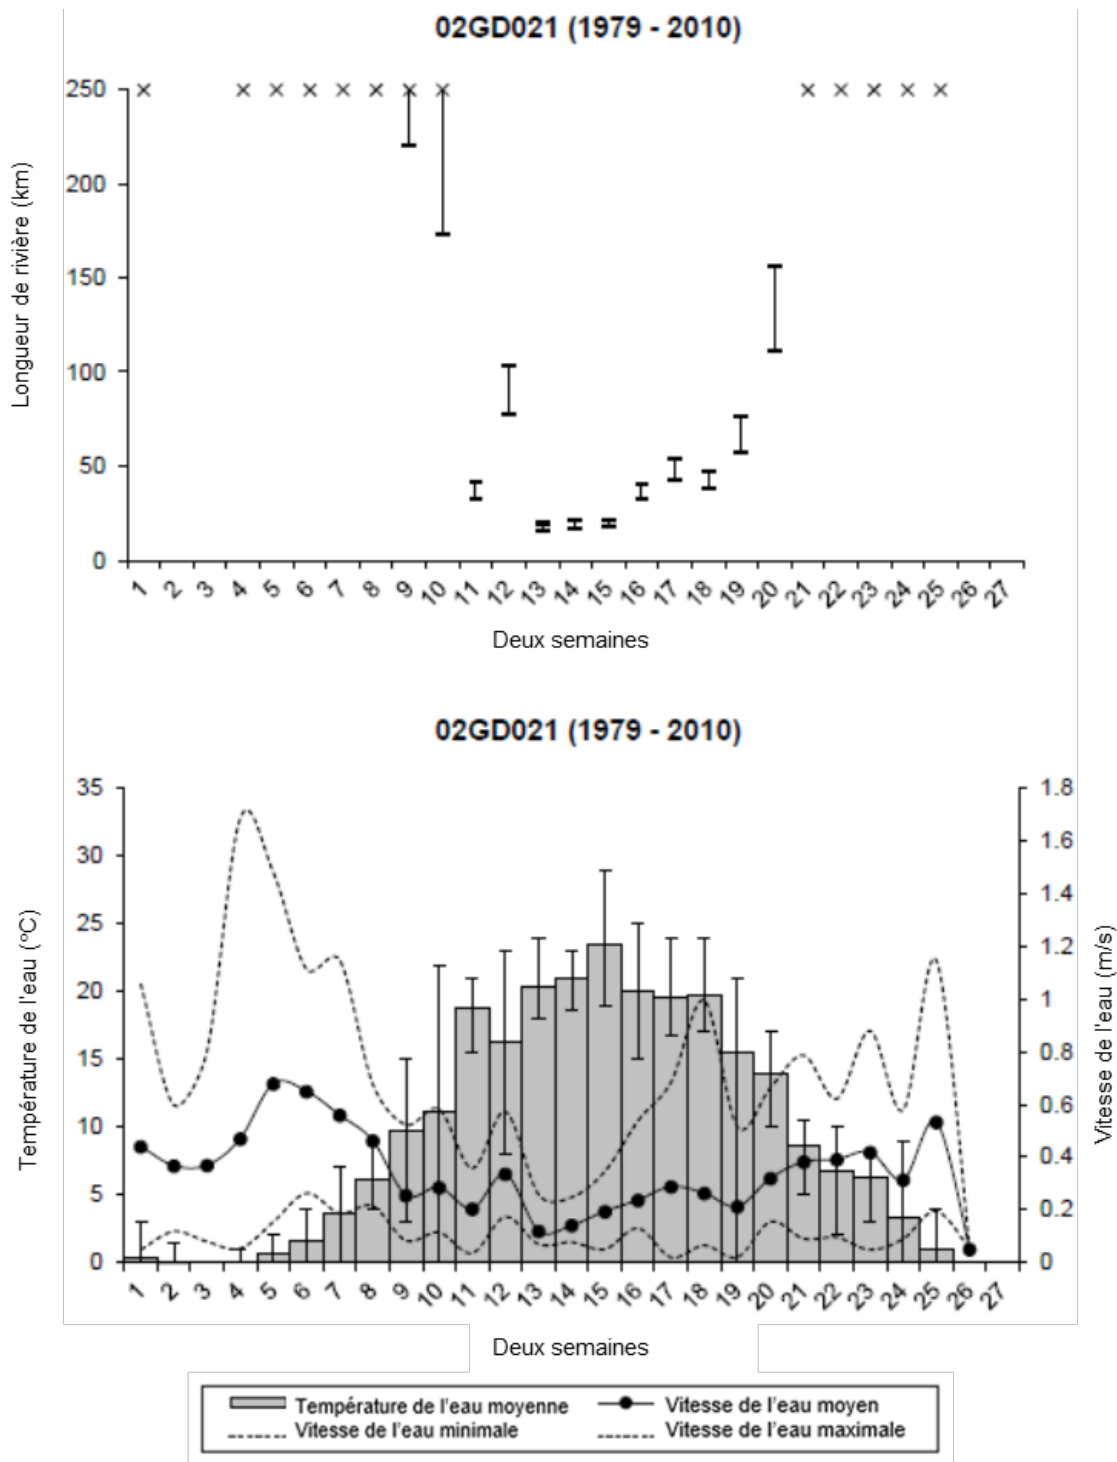 02GD021 (1979 - 2010)
250
200
150
100
50
0
Longueur de rivière (km)
1 2 3 4 5 6 7 8 9 10 11 12 13 14 15 16 17 18 19 20 21 22 23 24 25 26 27
Deux semaines
02GD021 (1979 - 2010)
35
30
25
20
15
10
5
0
Température de l'eau (°C)
1.8
1.6
1.4
1.2
1
0.8
0.6
0.4
0.2
0
Vitesse de l'eau (m/s)
1 2 3 4 5 6 7 8 9 10 11 12 13 14 15 16 17 18 19 20 21 22 23 24 25 26 27
Deux semaines
Température de l'eau moyenne Vitesse de l'eau moyen
Vitesse de l'eau minimale Vitesse de l'eau maximale